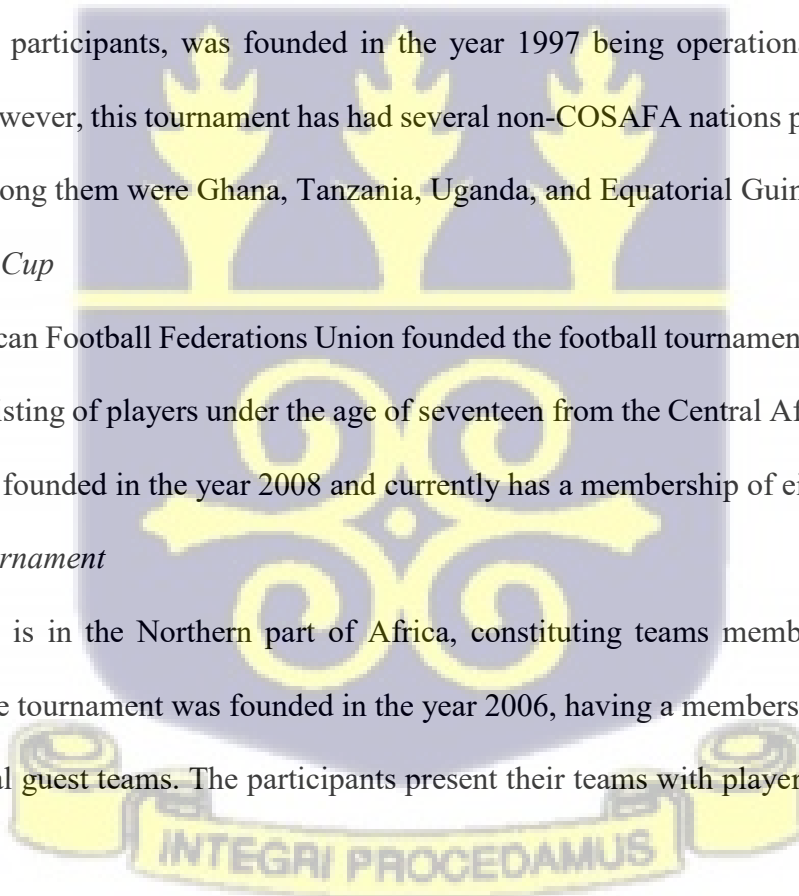 participants, was founded in the year 1997 being operation
wever, this tournament has had several non-COSAFA nations p
ong them were Ghana, Tanzania, Uganda, and Equatorial Guin
Cup
can Football Federations Union founded the football tournamen
isting of players under the age of seventeen from the Central Af
founded in the year 2008 and currently has a membership of ei
rnament
is in the Northern part of Africa, constituting teams memb
e tournament was founded in the year 2006, having a members
al guest teams. The participants present their teams with player
INTEGRI PROCEDAMUS